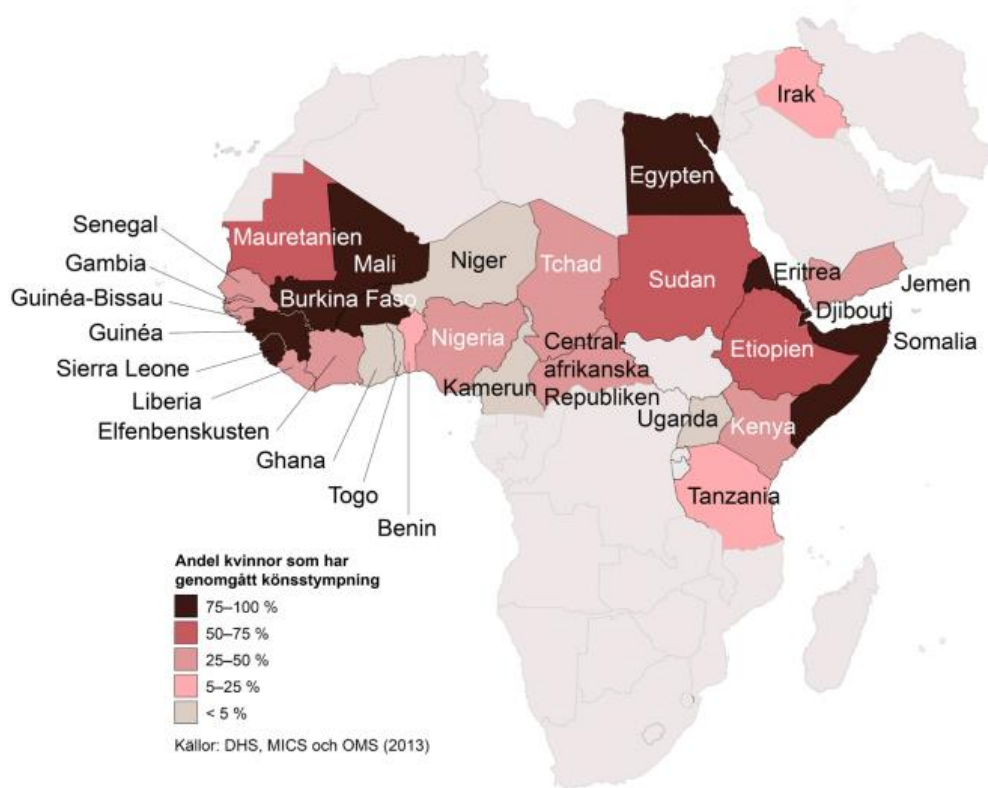 Irak
Egypten
Senegal
Mauretanien
Gambia
Mali
Niger
Tchad
Sudan
Eritrea
Jemen
Guinéa-Bissau
Burkina Faso
Djibouti
Guinéa
Nigeria
Somalia
Sierra Leone
Central-
afrikanska
Republiken
Etiopien
Liberia
Kamerun
Uganda
Kenya
Elfenbenskusten
Ghana
Togo
Tanzania
Benin
Andel kvinnor som har
genomgått könsstympning
75–100 %
50–75 %
25–50 %
5–25 %
< 5 %
Källor: DHS, MICS och OMS (2013)